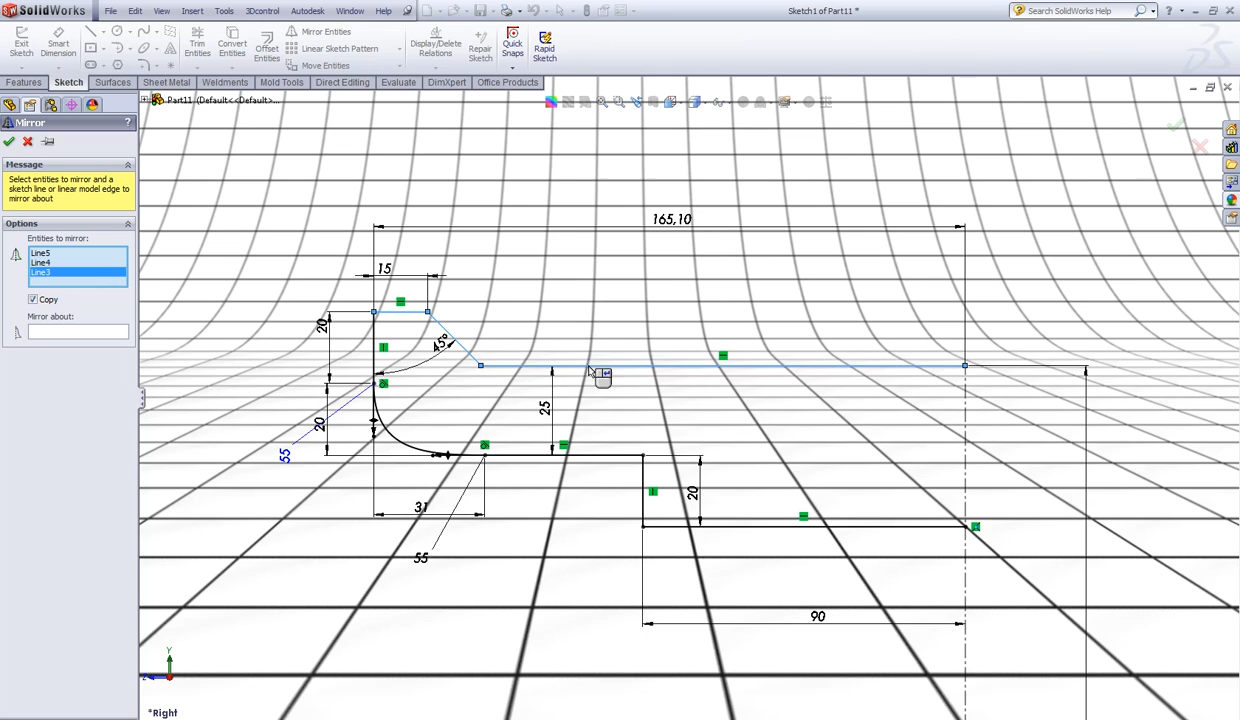 SolidWorks
File Edit View Insert Tools 3Dcontrol Autodesk Window Help
Sketch1 of Part11 *
Search SolidWorks Help
Exit Sketch
Smart Dimension
Trim Entities
Convert Entities
Offset Entities
Mirror Entities
Linear Sketch Pattern
Move Entities
Display/Delete Relations
Repair Sketch
Quick Snaps
Rapid Sketch
Features Sketch Surfaces Sheet Metal Weldments Mold Tools Direct Editing Evaluate DimXpert Office Products
Part11 (Default<<Default>...
Mirror
?
Message
Select entities to mirror and a
sketch line or linear model edge to
mirror about
Options
Entities to mirror:
Line5
Line4
Line3
Copy
Mirror about:
165,10
15
20
45°
25
20
55
31
20
55
90
Y
Z
*Right